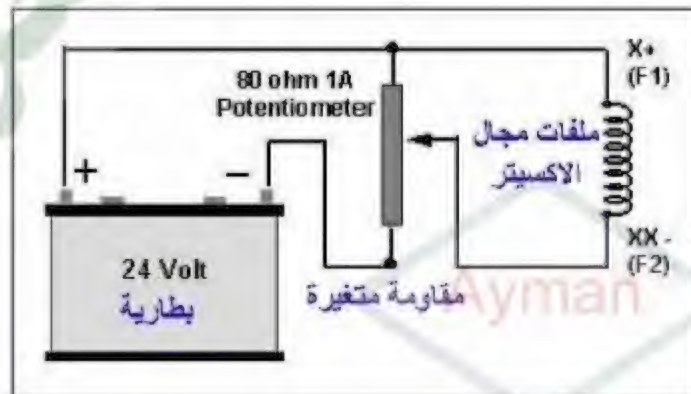 X+
(F1)
80 ohm 1A
Potentiometer
ملفات مجال
الاكسيتر
+
−
XX -
(F2)
24 Volt
بطارية
مقاومة متغيرة
Ayman